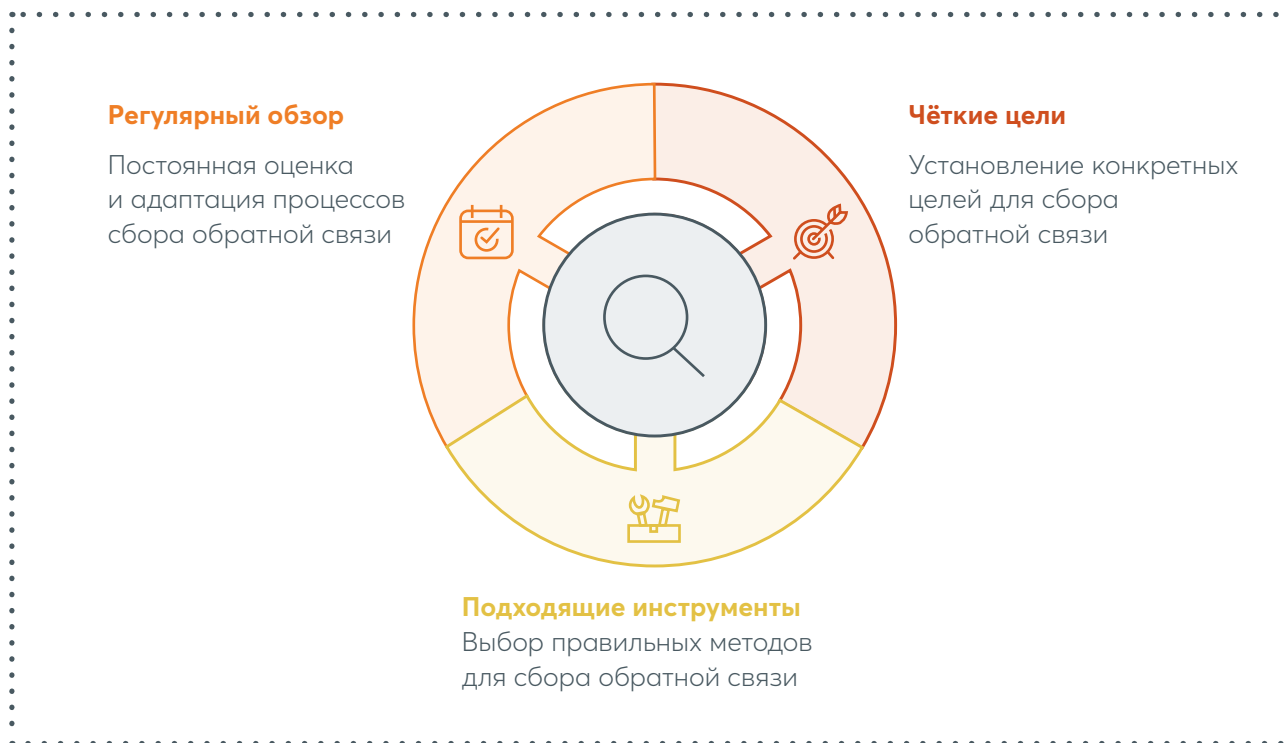 Регулярный обзор
Постоянная оценка
и адаптация процессов
сбора обратной связи
Чёткие цели
Установление конкретных
целей для сбора
обратной связи
Подходящие инструменты
Выбор правильных методов
для сбора обратной связи